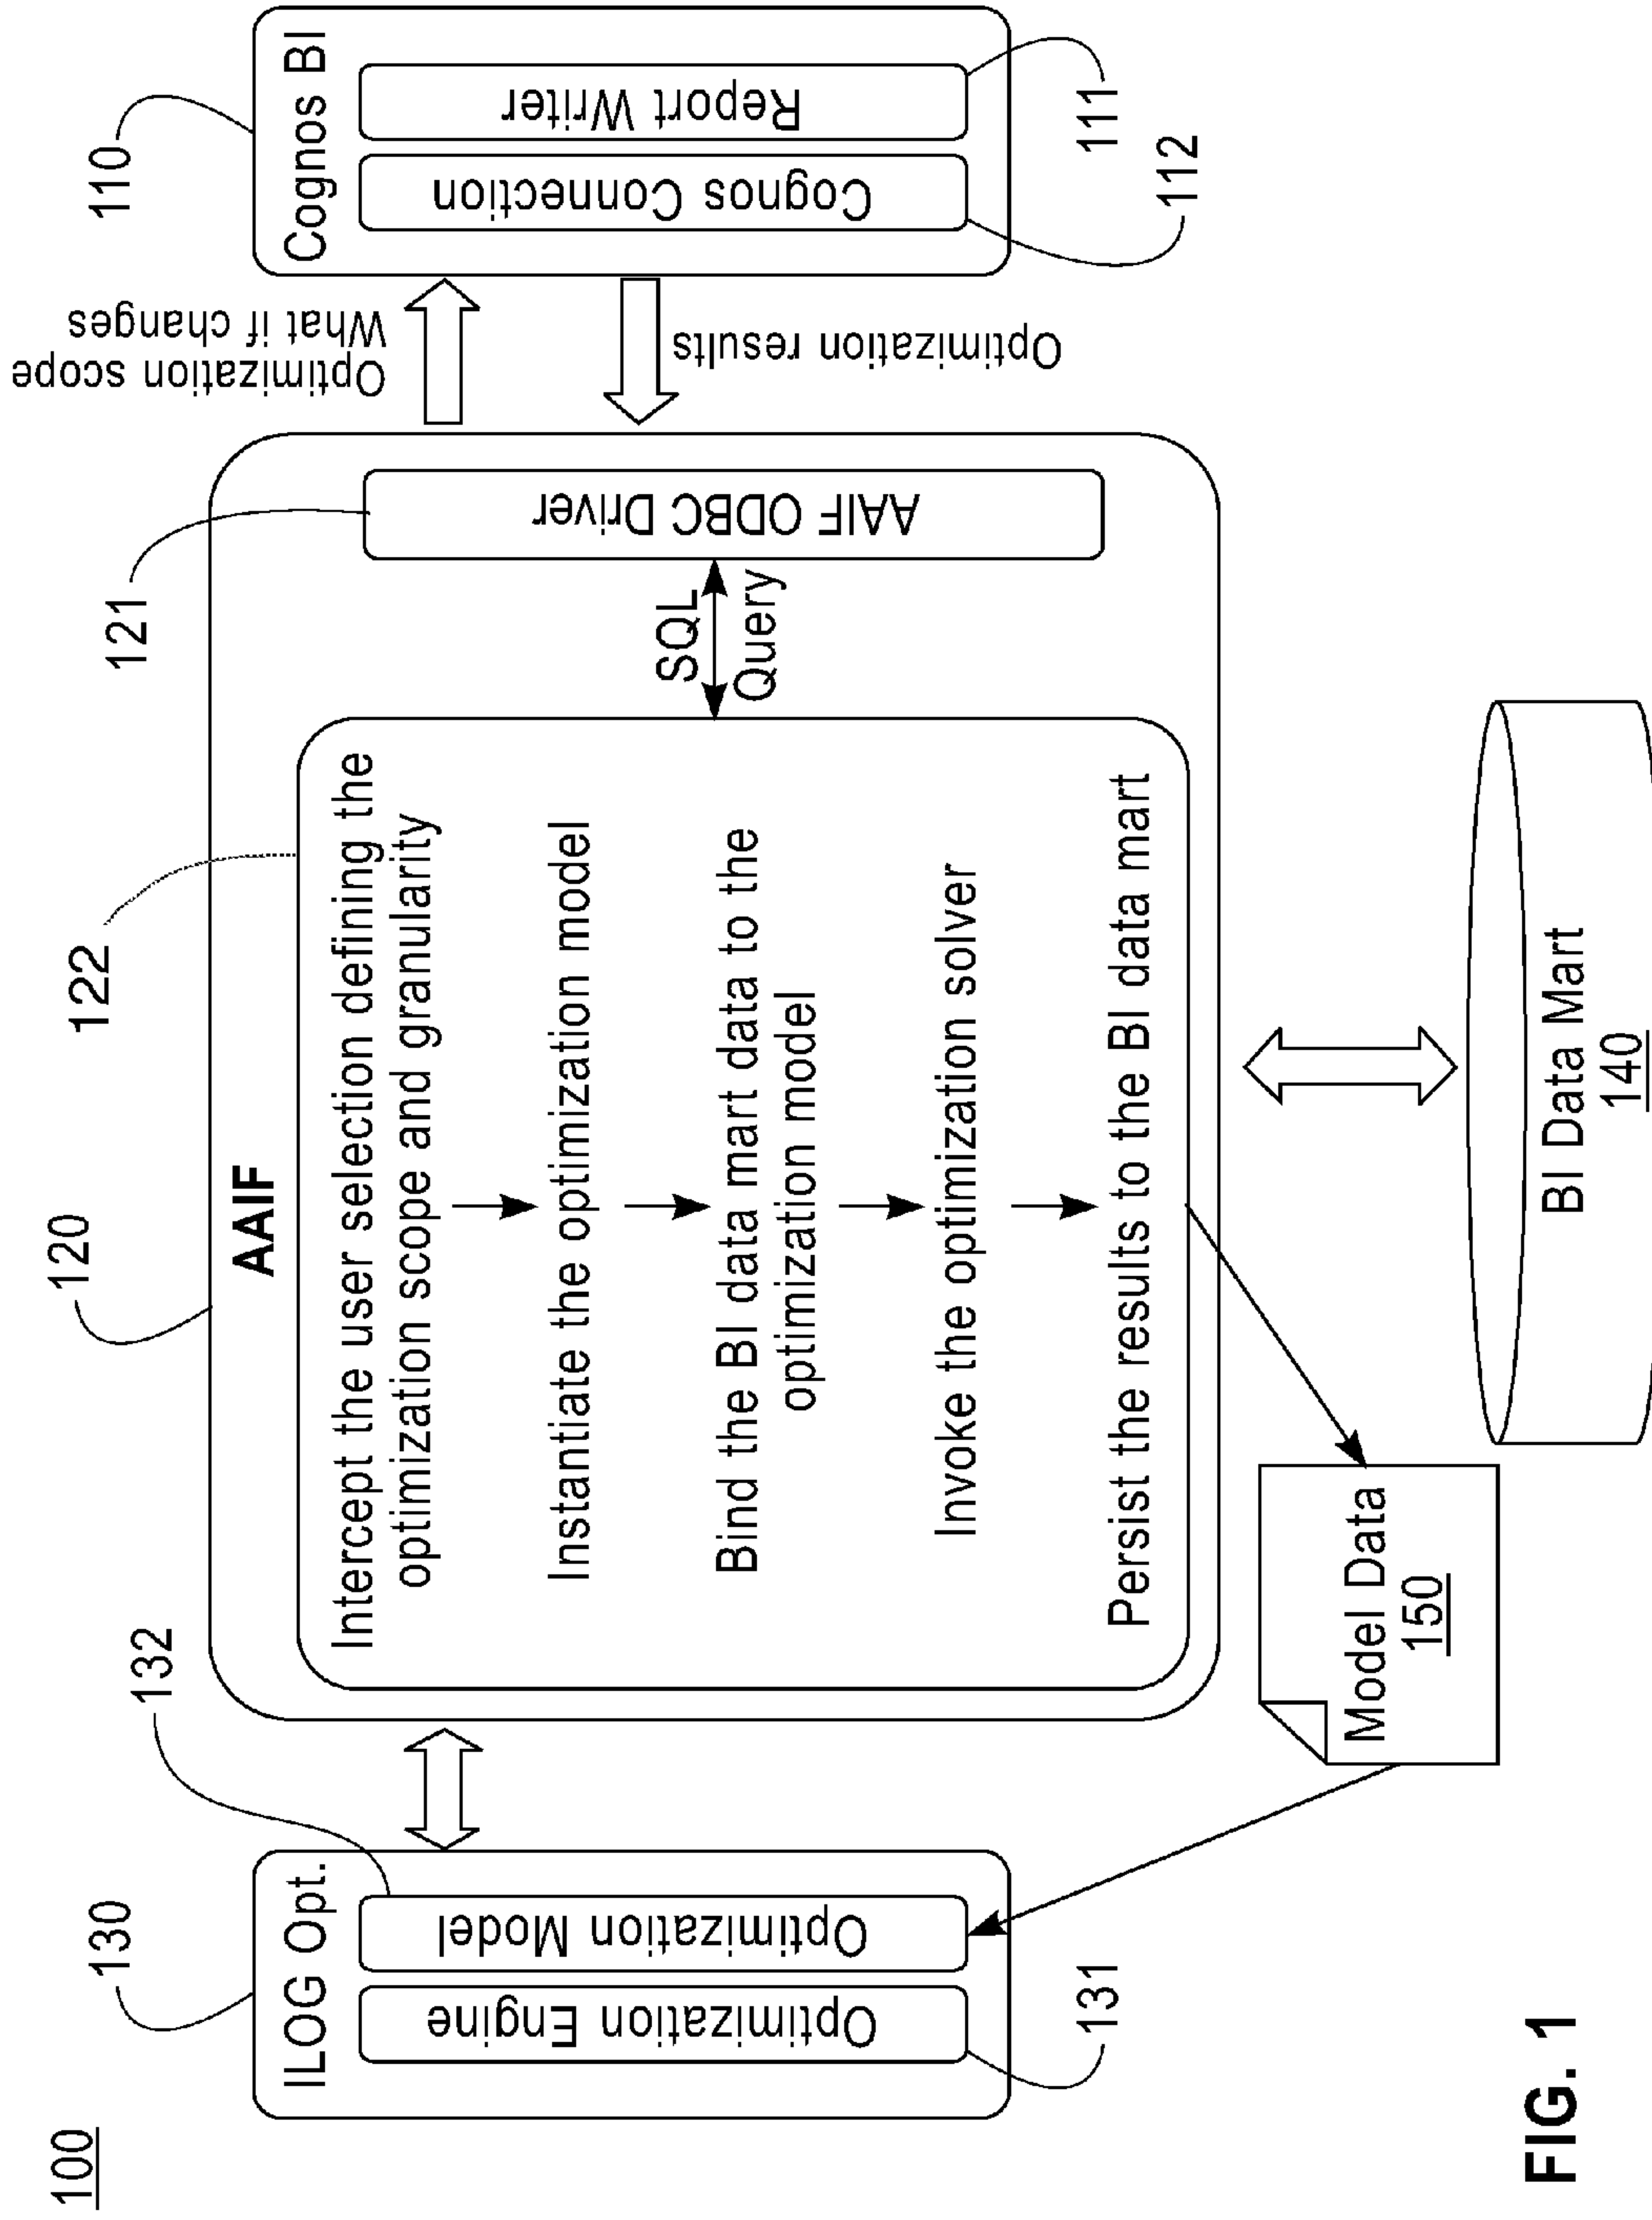 100
130
ILOG Opt.
Optimization Engine
Optimization Model
131
132
120
AAIF
122
Intercept the user selection defining the
optimization scope and granularity
Instantiate the optimization model
Bind the BI data mart data to the
optimization model
Invoke the optimization solver
Persist the results to the BI data mart
SQL
Query
121
AAIF ODBC Driver
Optimization scope
What if changes
Optimization results
110
Cognos BI
Cognos Connection
Report Writer
112
111
Model Data
150
BI Data Mart
140
FIG. 1